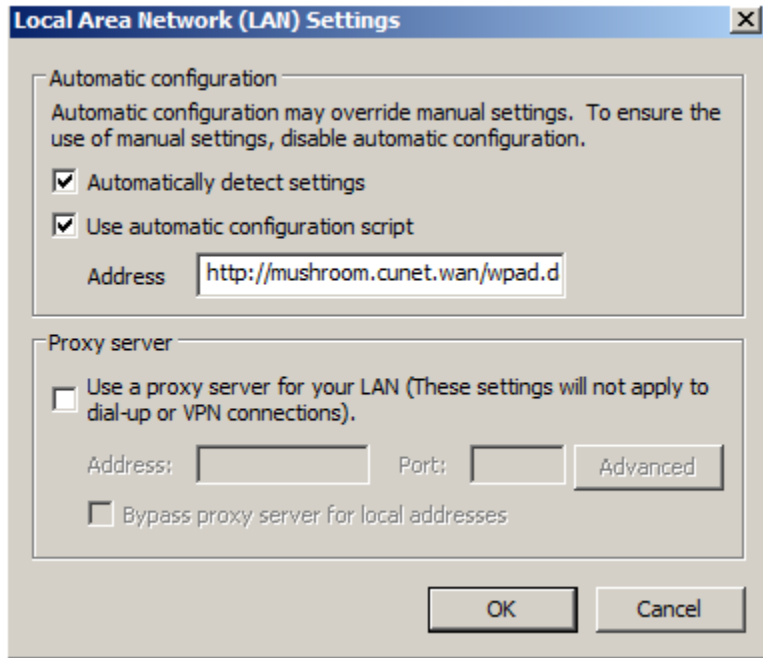 Local Area Network (LAN) Settings
Automatic configuration
Automatic configuration may override manual settings. To ensure the
use of manual settings, disable automatic configuration.
Automatically detect settings
Use automatic configuration script
Address http://mushroom.cunet.wan/wpad.d
Proxy server
Use a proxy server for your LAN (These settings will not apply to
dial-up or VPN connections).
Address: Port: Advanced
Bypass proxy server for local addresses
OK Cancel